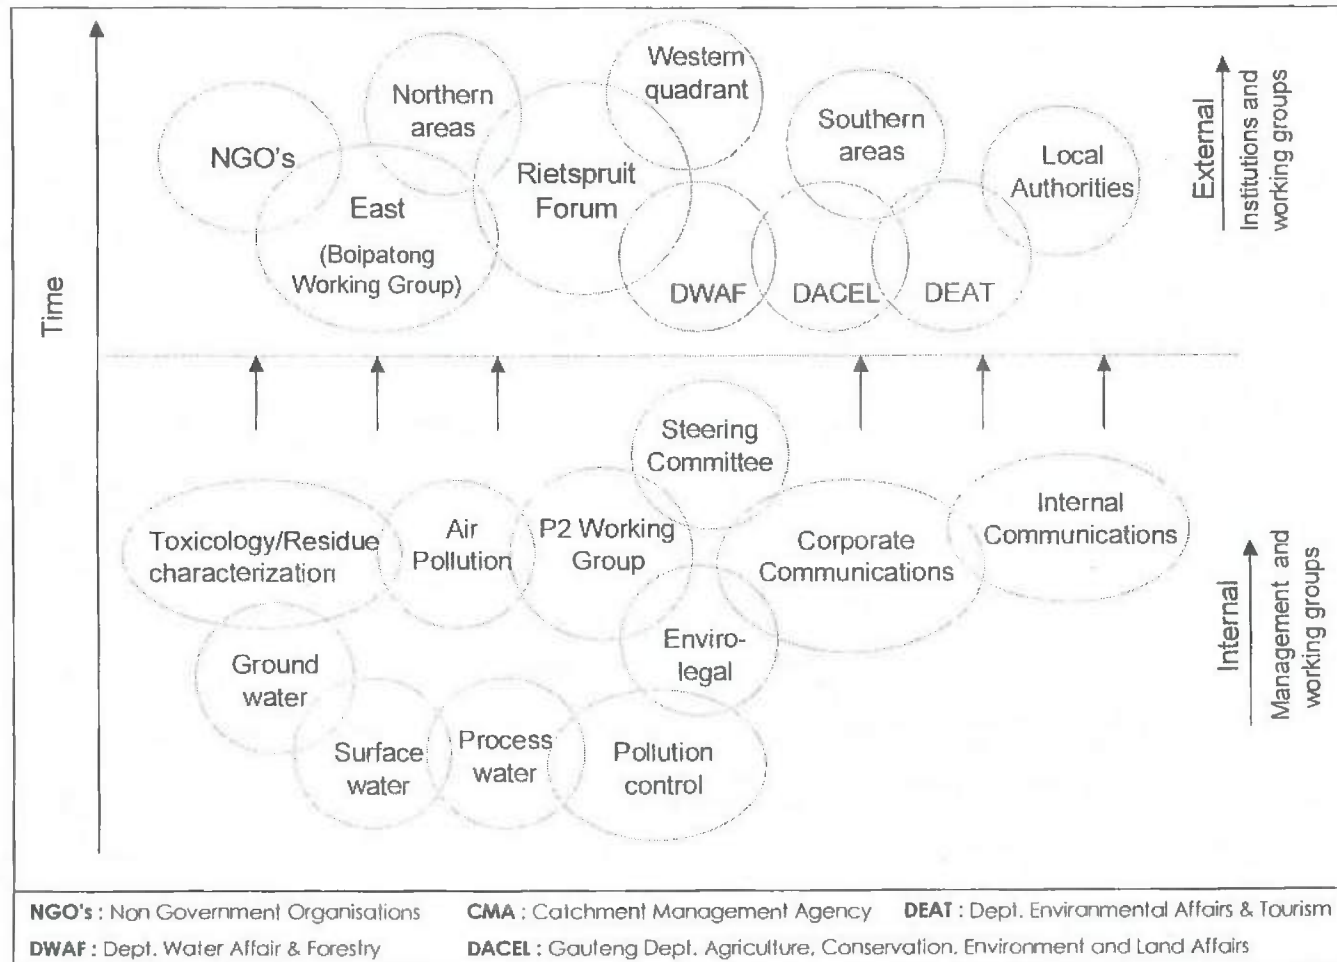 Time
NGO's
Northern
areas
East
(Boipatong
Working Group)
Rietspruit
Forum
Western
quadrant
Southern
areas
Local
Authorities
DWAF
DACEL
DEAT
External
Institutions and
working groups
Steering
Committee
Toxicology/Residue
characterization
Air
Pollution
P2 Working
Group
Corporate
Communications
Internal
Communications
Enviro-
legal
Ground
water
Surface
water
Process
water
Pollution
control
Internal
Management and
working groups
NGO's : Non Government Organisations CMA : Catchment Management Agency DEAT : Dept. Environmental Affairs & Tourism
DWAF : Dept. Water Affair & Forestry DACEL : Gauteng Dept. Agriculture, Conservation, Environment and Land Affairs